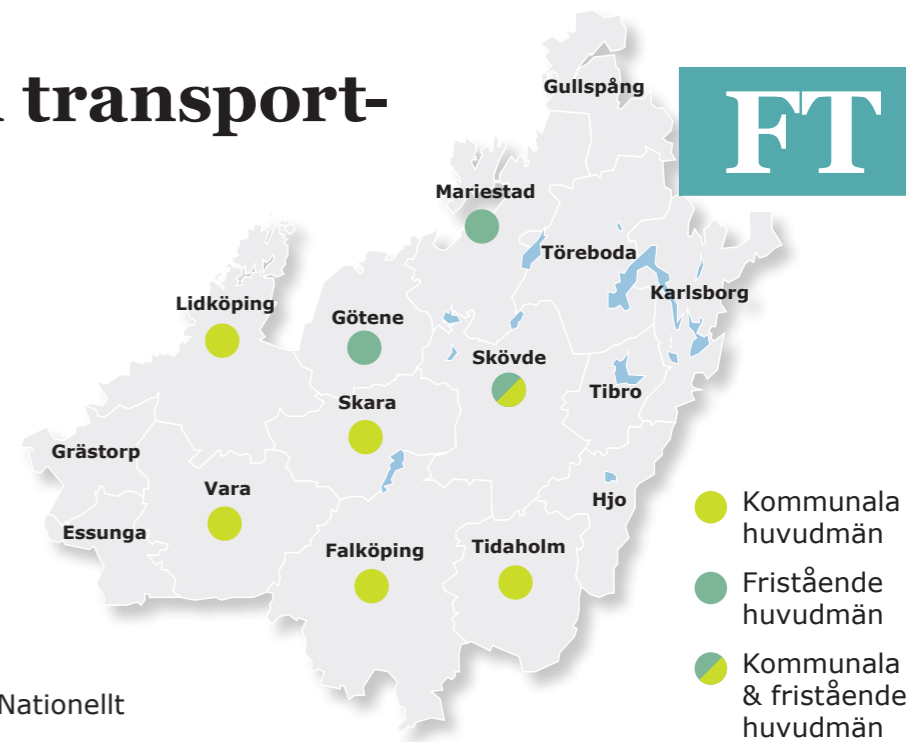 transport-
FT
Gullspång
Mariestad
Töreboda
Karlsborg
Lidköping
Götene
Skövde
Tibro
Skara
Grästorp
Vara
Hjo
Essunga
Falköping
Tidaholm
Kommunala
huvudmän
Fristående
huvudmän
Kommunala
& fristående
huvudmän
Nationellt